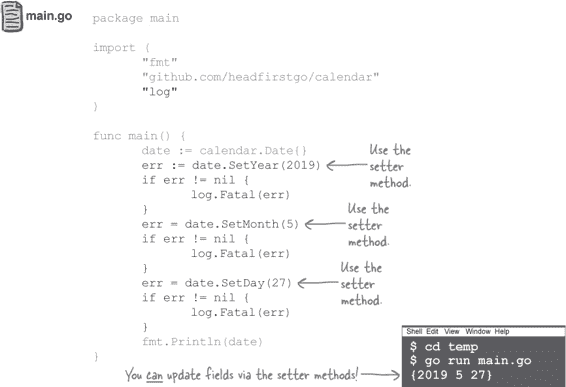 main.go
package main
import (
"fmt"
"github.com/headfirstgo/calendar"
"log"
)
func main() {
date := calendar.Date{}
err := date.SetYear(2019)
if err != nil {
log.Fatal(err)
}
err = date.SetMonth(5)
if err != nil {
log.Fatal(err)
}
err = date.SetDay(27)
if err != nil {
log.Fatal(err)
}
fmt.Println(date)
}
Use the
setter
method.
Use the
setter
method.
Use the
setter
method.
You can update fields via the setter methods!
Shell Edit View Window Help
$ cd temp
$ go run main.go
{2019 5 27}